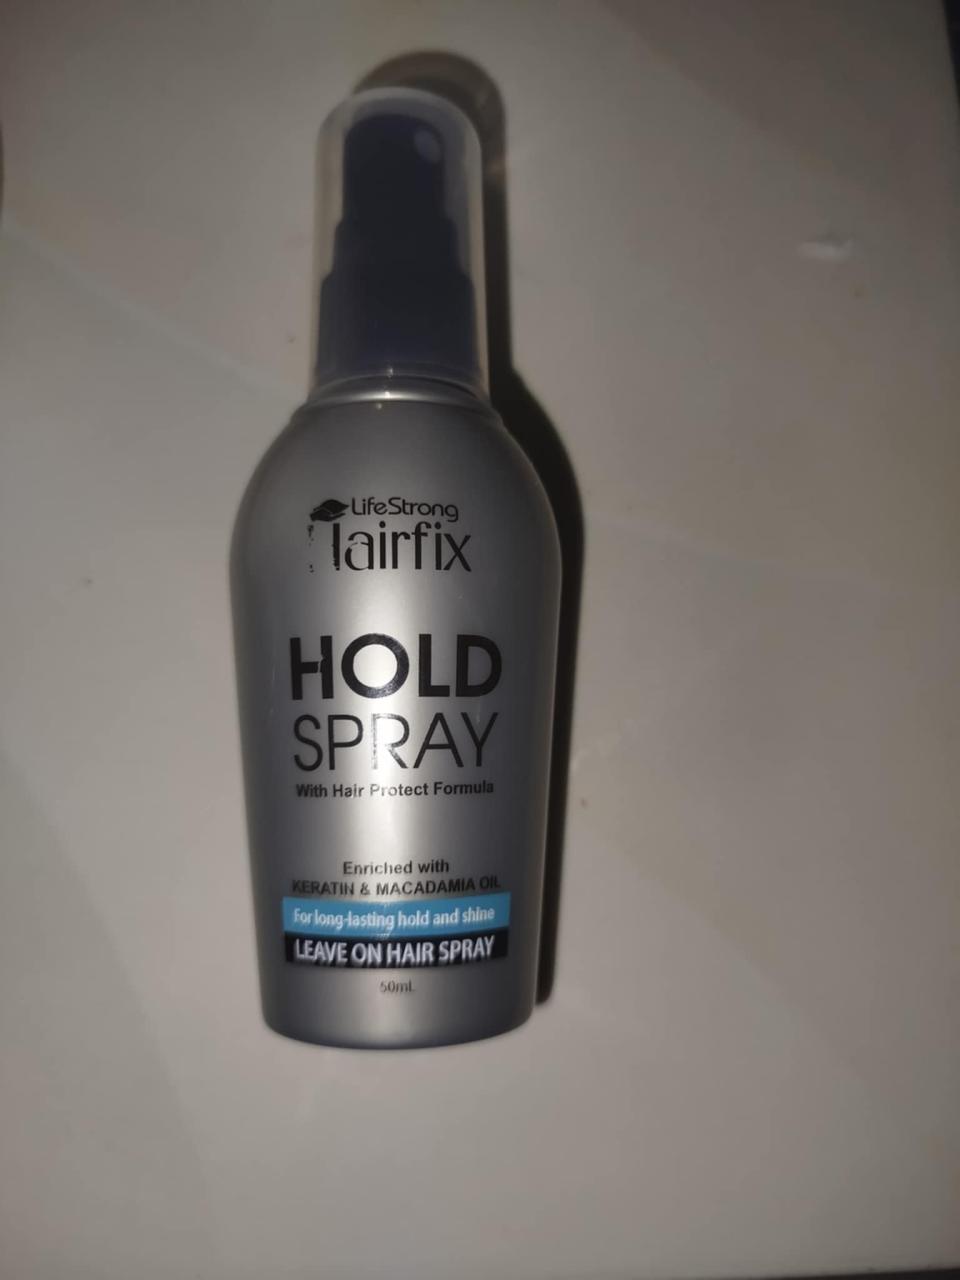 LifeStrong
Hairfix
HOLD
SPRAY
With Hair Protect Formula
Enriched with
KERATIN & MACADAMIA OIL
For long-lasting hold and shine
LEAVE ON HAIR SPRAY
50mL